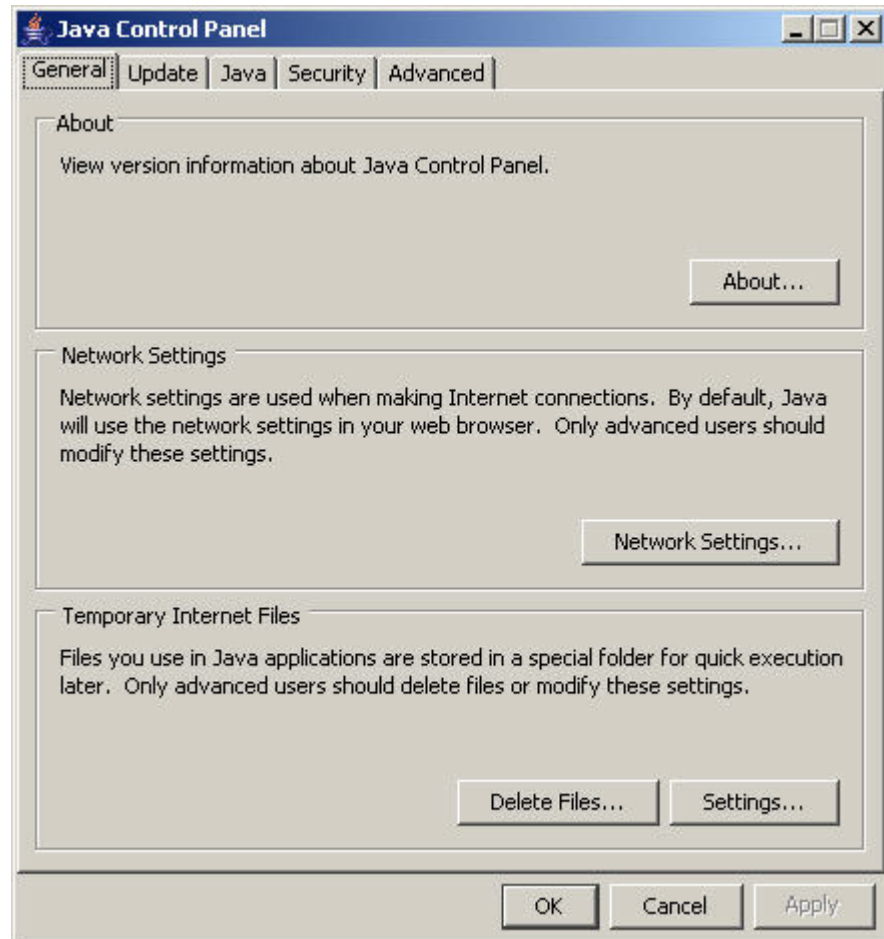 Java Control Panel
General Update Java Security Advanced
About
View version information about Java Control Panel.
About...
Network Settings
Network settings are used when making Internet connections.  By default, Java
will use the network settings in your web browser.  Only advanced users should
modify these settings.
Network Settings...
Temporary Internet Files
Files you use in Java applications are stored in a special folder for quick execution
later.  Only advanced users should delete files or modify these settings.
Delete Files... Settings...
OK Cancel Apply